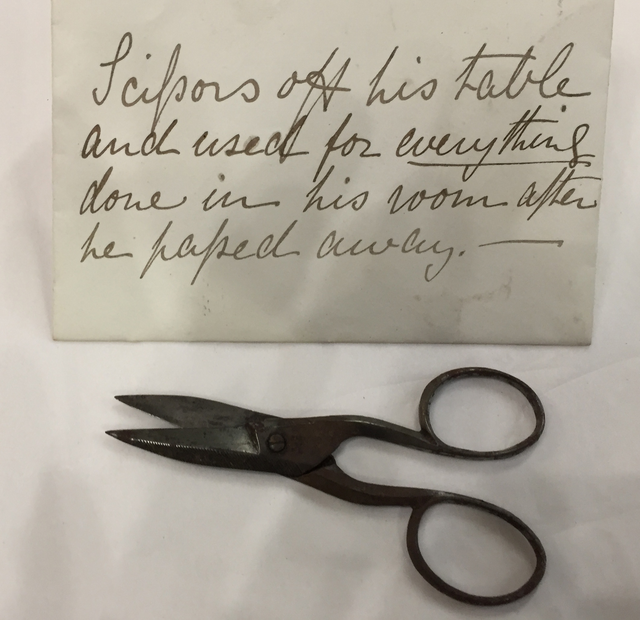 Sciſsors off his table
and used for everything
done in his room after
he paſsed away. —